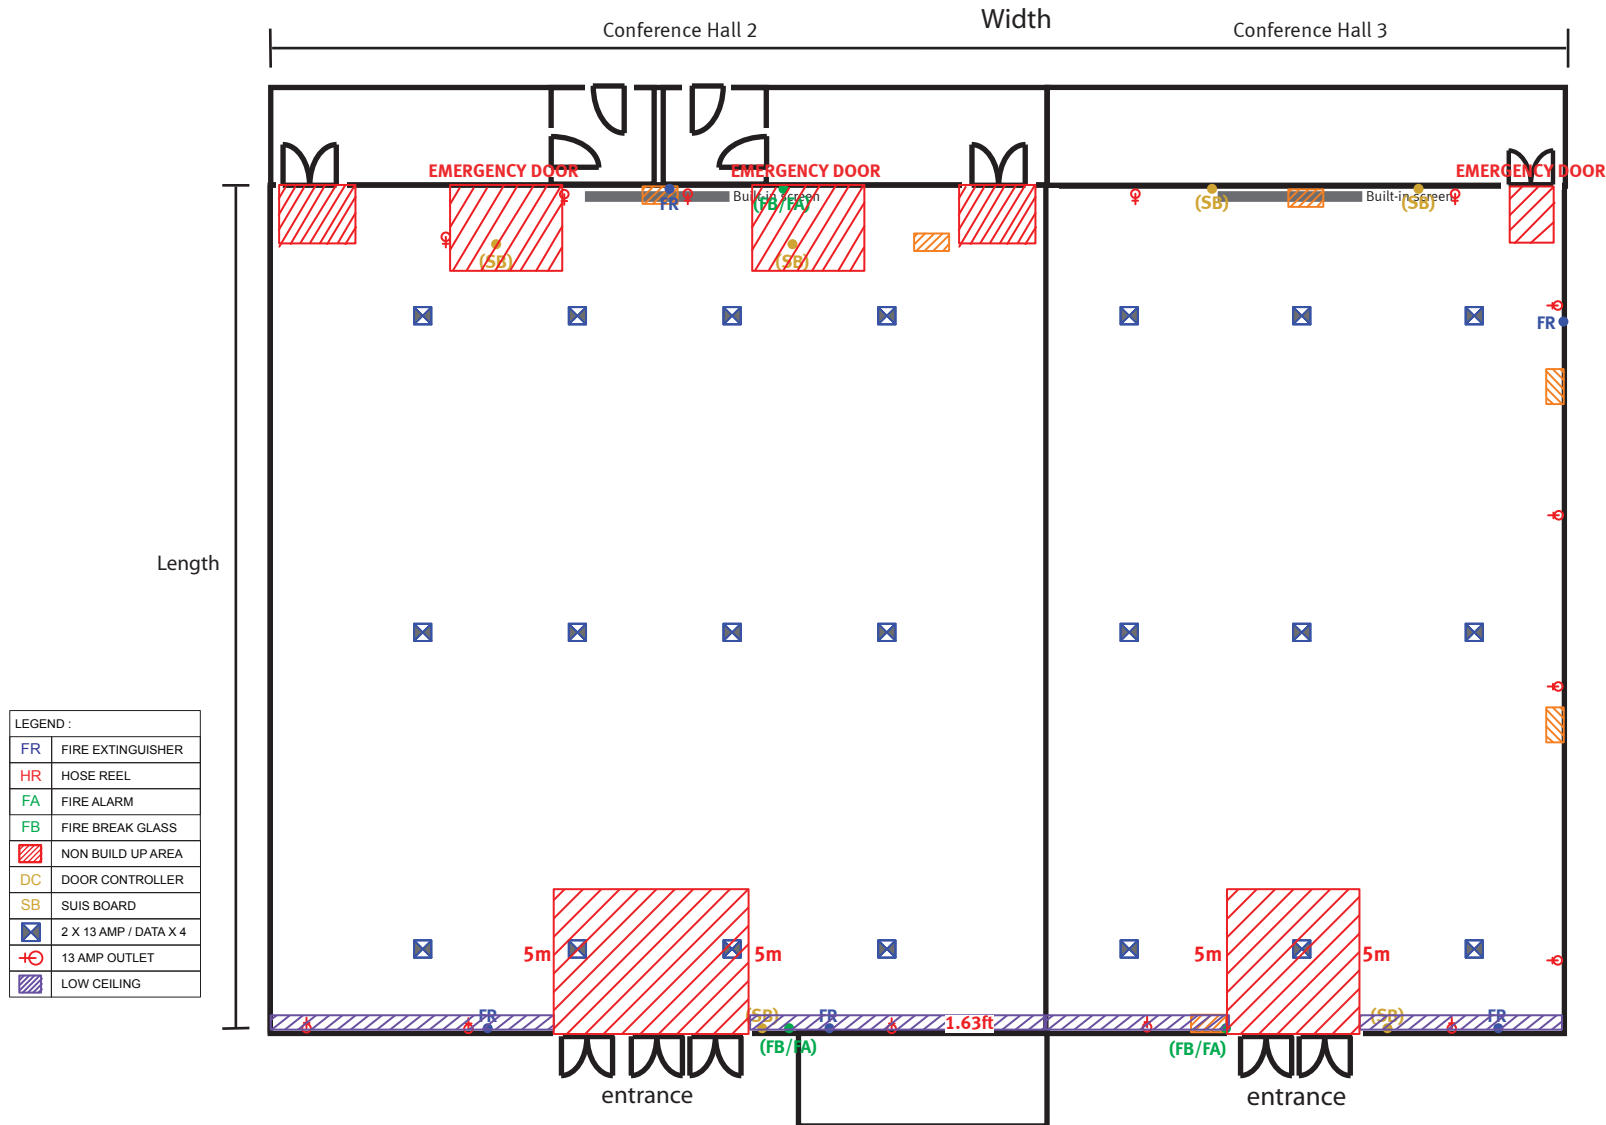 Width
Conference Hall 2
Conference Hall 3
EMERGENCY DOOR
EMERGENCY DOOR
EMERGENCY DOOR
Built-in screen
Built-in screen
FR
(FB/FA)
(SB)
(SB)
(SB)
(SB)
FR
Length
LEGEND :
FR FIRE EXTINGUISHER
HR HOSE REEL
FA FIRE ALARM
FB FIRE BREAK GLASS
NON BUILD UP AREA
DC DOOR CONTROLLER
SB SUIS BOARD
2 X 13 AMP / DATA X 4
13 AMP OUTLET
LOW CEILING
5m
5m
5m
5m
FR
(SB)
FR
1.63ft
(SB)
FR
(FB/FA)
(FB/FA)
entrance
entrance